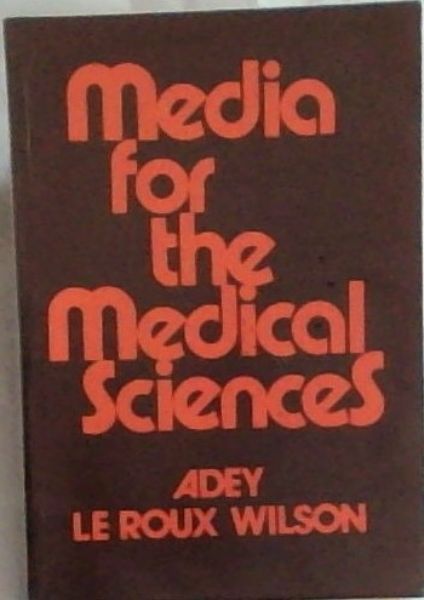 Media
for
the
Medical
Sciences
ADEY
LE ROUX WILSON